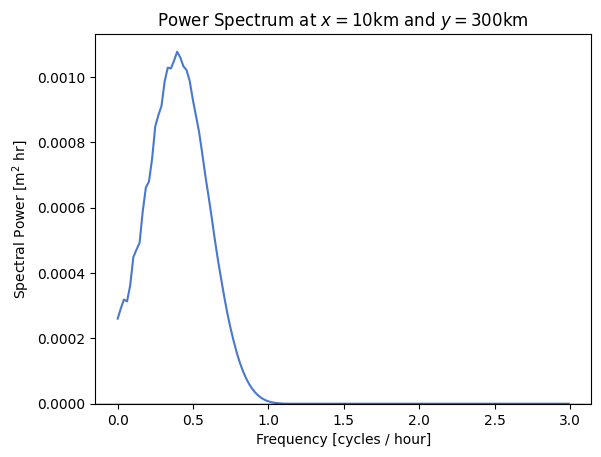 Power Spectrum at x = 10km and y = 300km
Spectral Power [m² hr]
0.0010
0.0008
0.0006
0.0004
0.0002
0.0000
0.0 0.5 1.0 1.5 2.0 2.5 3.0
Frequency [cycles / hour]